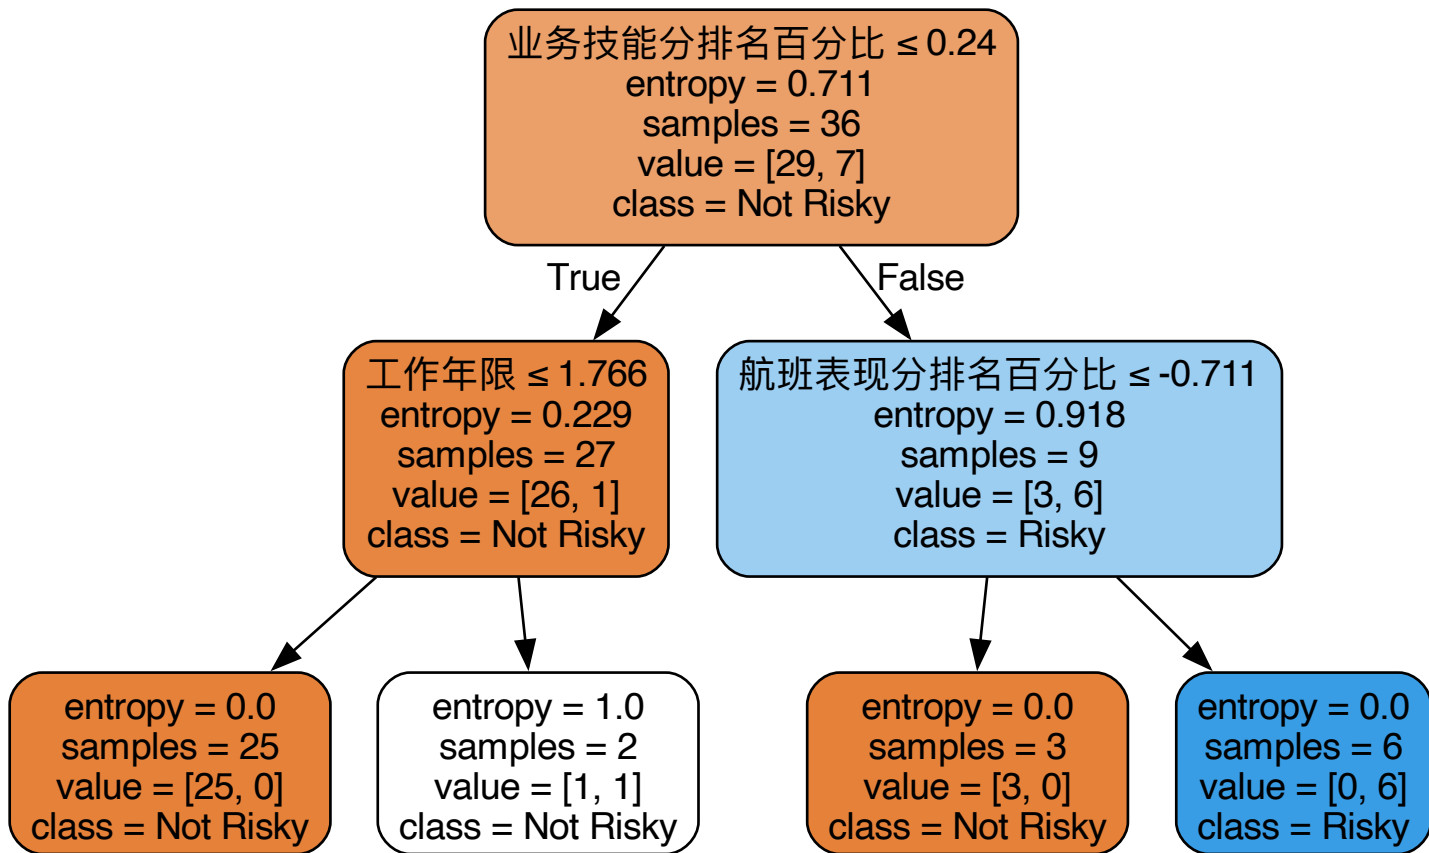 业务技能分排名百分比 ≤ 0.24
entropy = 0.711
samples = 36
value = [29, 7]
class = Not Risky
True
False
工作年限 ≤ 1.766
entropy = 0.229
samples = 27
value = [26, 1]
class = Not Risky
航班表现分排名百分比 ≤ -0.711
entropy = 0.918
samples = 9
value = [3, 6]
class = Risky
entropy = 0.0
samples = 25
value = [25, 0]
class = Not Risky
entropy = 1.0
samples = 2
value = [1, 1]
class = Not Risky
entropy = 0.0
samples = 3
value = [3, 0]
class = Not Risky
entropy = 0.0
samples = 6
value = [0, 6]
class = Risky